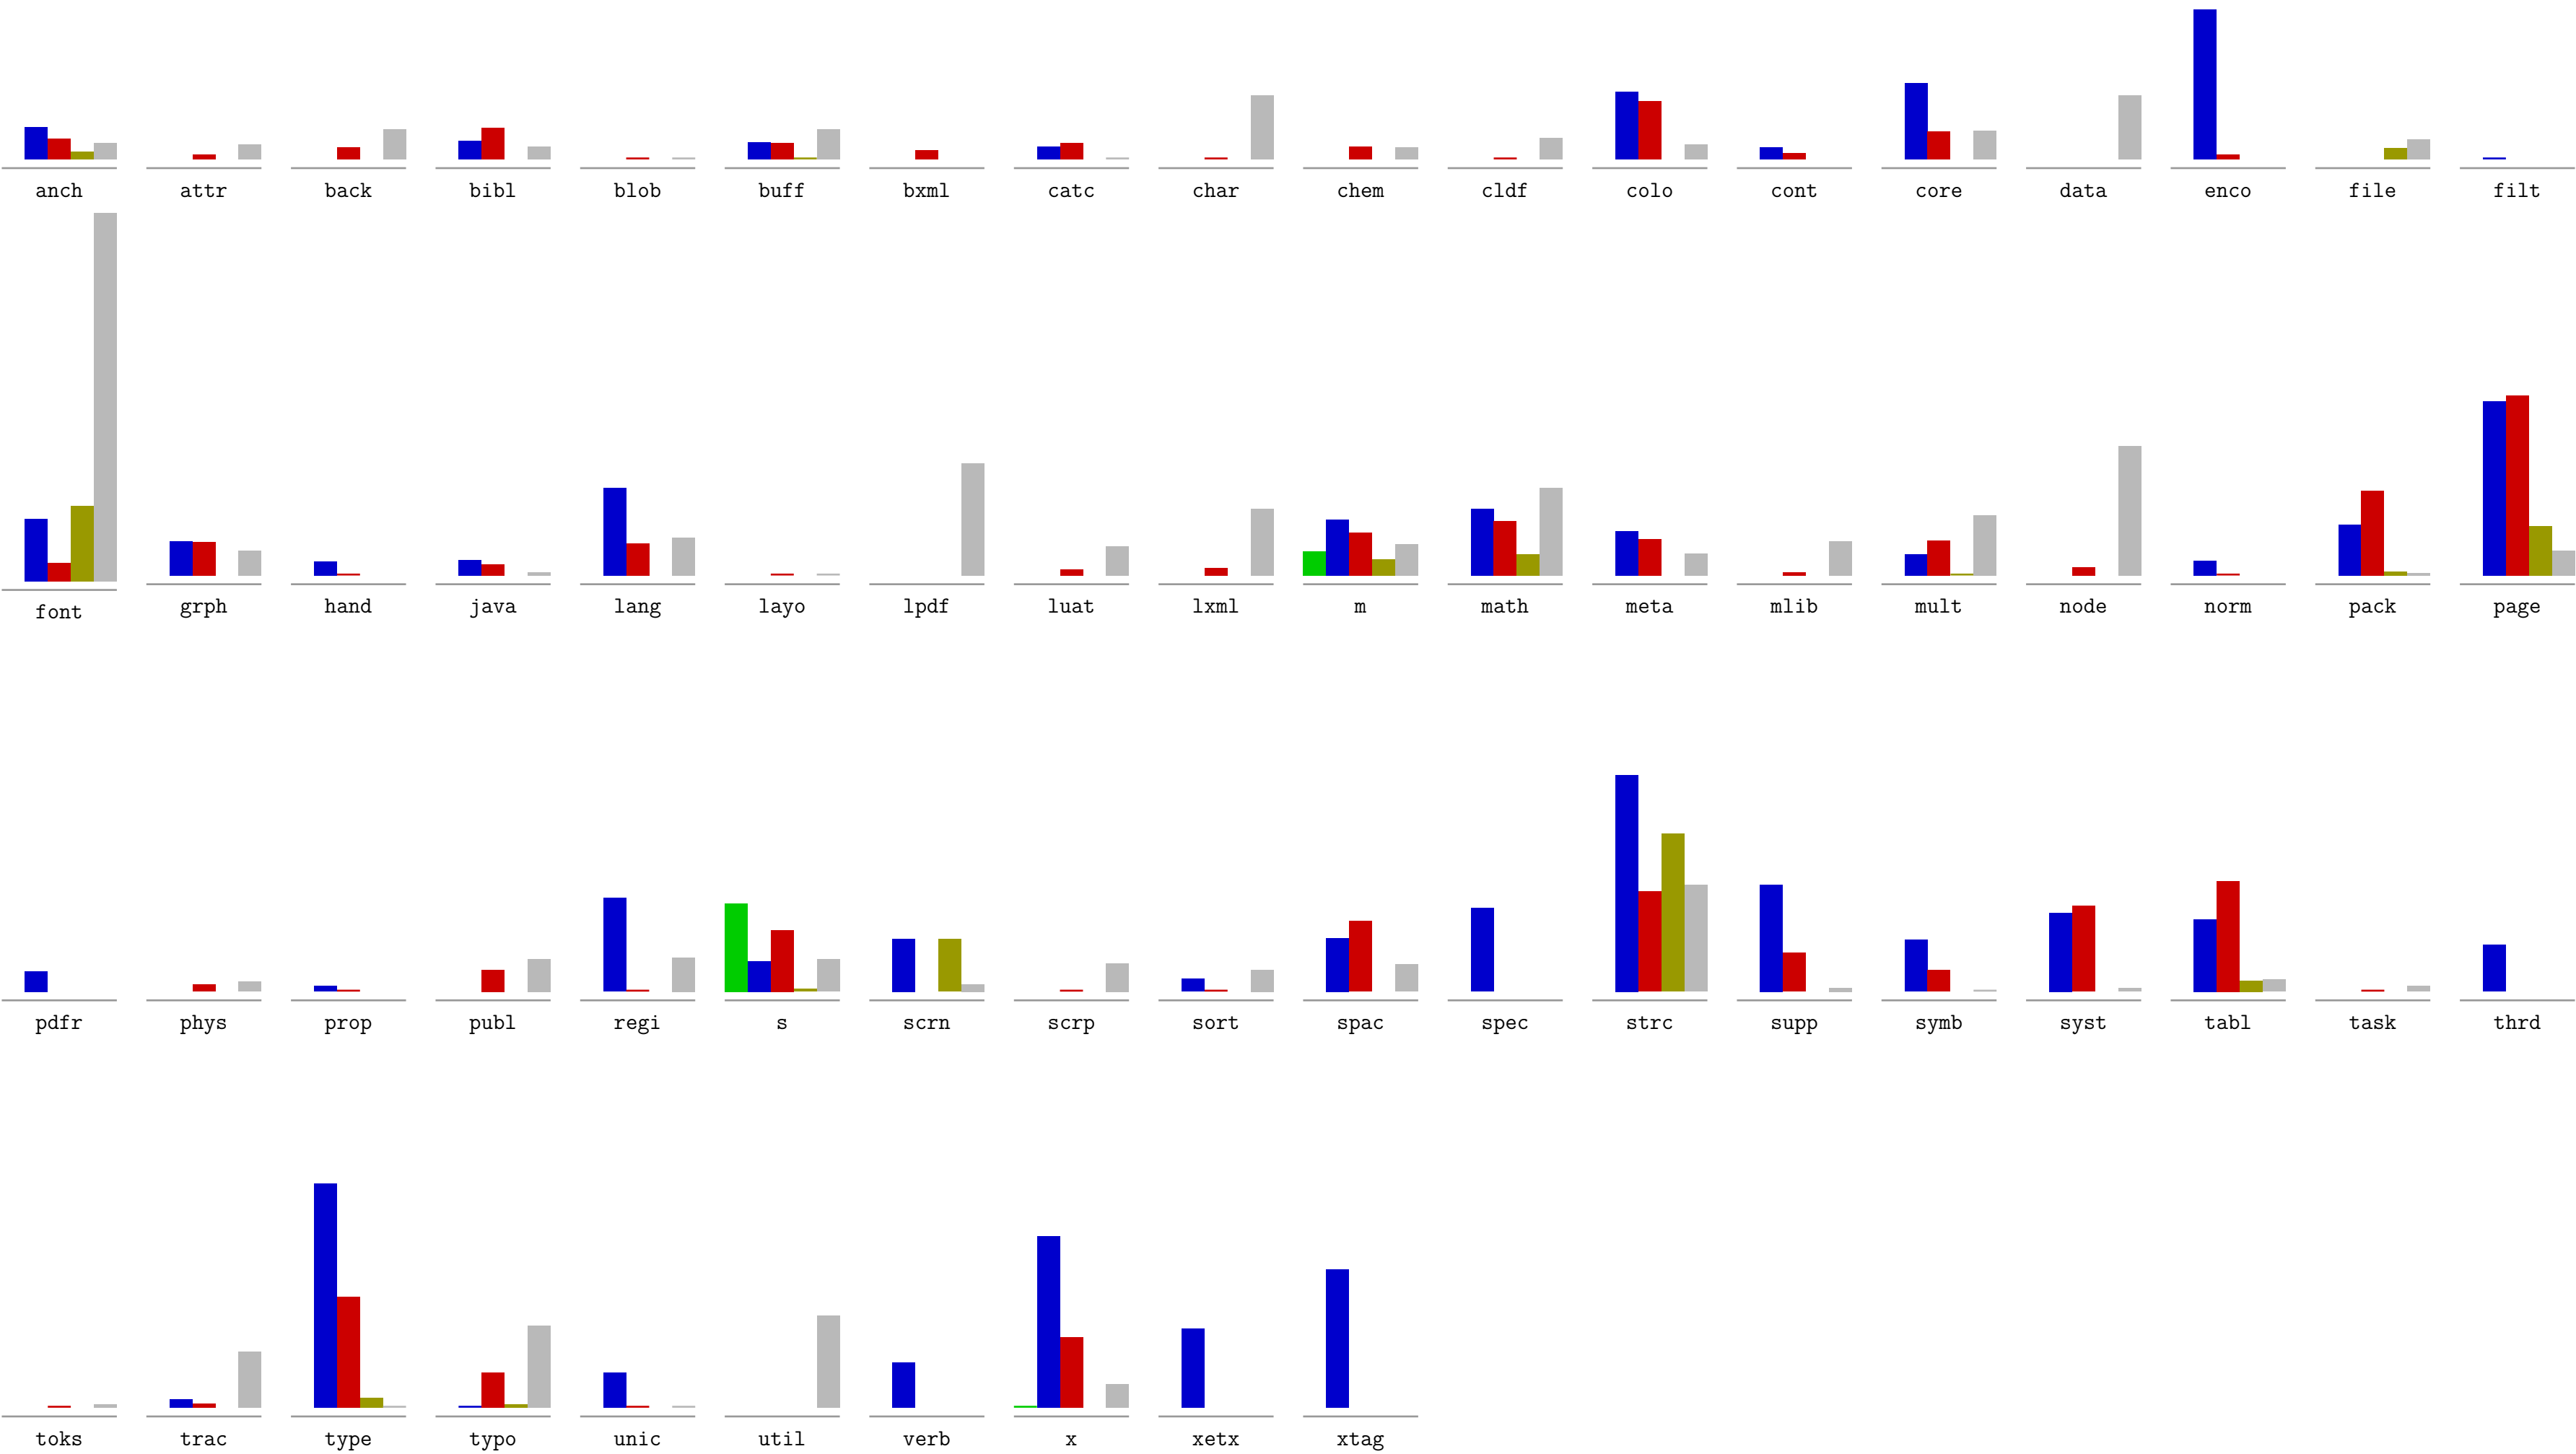 anch attr back bibl blob buff bxml catc char chem cldf colo cont core data enco file filt
font grph hand java lang layo lpdf luat lxml m math meta mlib mult node norm pack page
pdfr phys prop publ regi s scrn scrp sort spac spec strc supp symb syst tabl task thrd
toks trac type typo unic util verb x xetx xtag